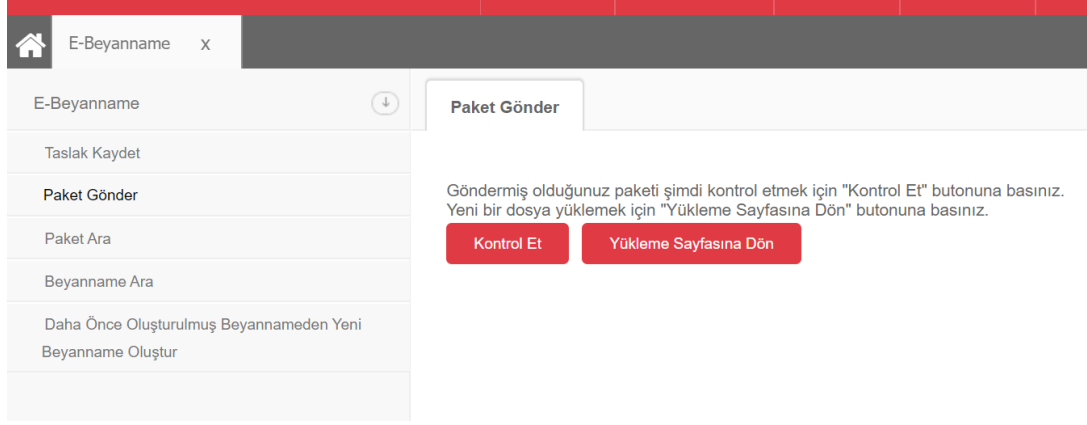 E-Beyanname x
E-Beyanname
Paket Gönder
Taslak Kaydet
Paket Gönder
Paket Ara
Beyanname Ara
Daha Önce Oluşturulmuş Beyannameden Yeni
Beyanname Oluştur
Göndermiş olduğunuz paketi şimdi kontrol etmek için "Kontrol Et" butonuna basınız.
Yeni bir dosya yüklemek için "Yükleme Sayfasına Dön" butonuna basınız.
Kontrol Et
Yükleme Sayfasına Dön